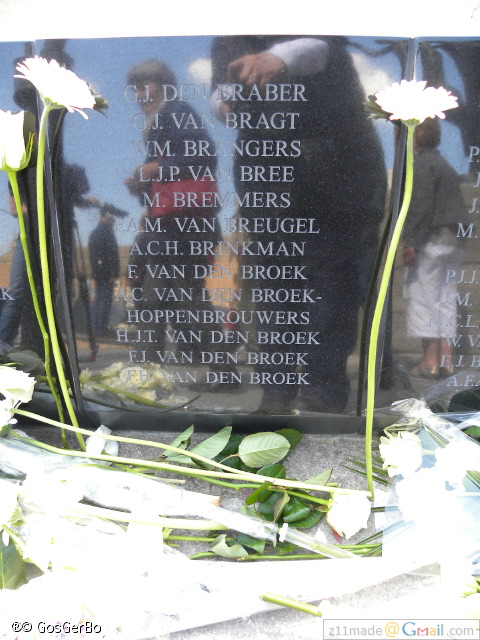 G.J. DEN BRABER
G.J. VAN BRAGT
W.M. BRANGERS
L.J.P. VAN BREE
M. BREMMERS
P.A.M. VAN BREUGEL
A.C.H. BRINKMAN
F. VAN DEN BROEK
A.C. VAN DEN BROEK-
HOPPENBROUWERS
H.J.T. VAN DEN BROEK
F.J. VAN DEN BROEK
F.H. VAN DEN BROEK
K
P.J.J.
W. V
E.J. B
A.F.
®© GosGerBo
z11made@Gmail.com